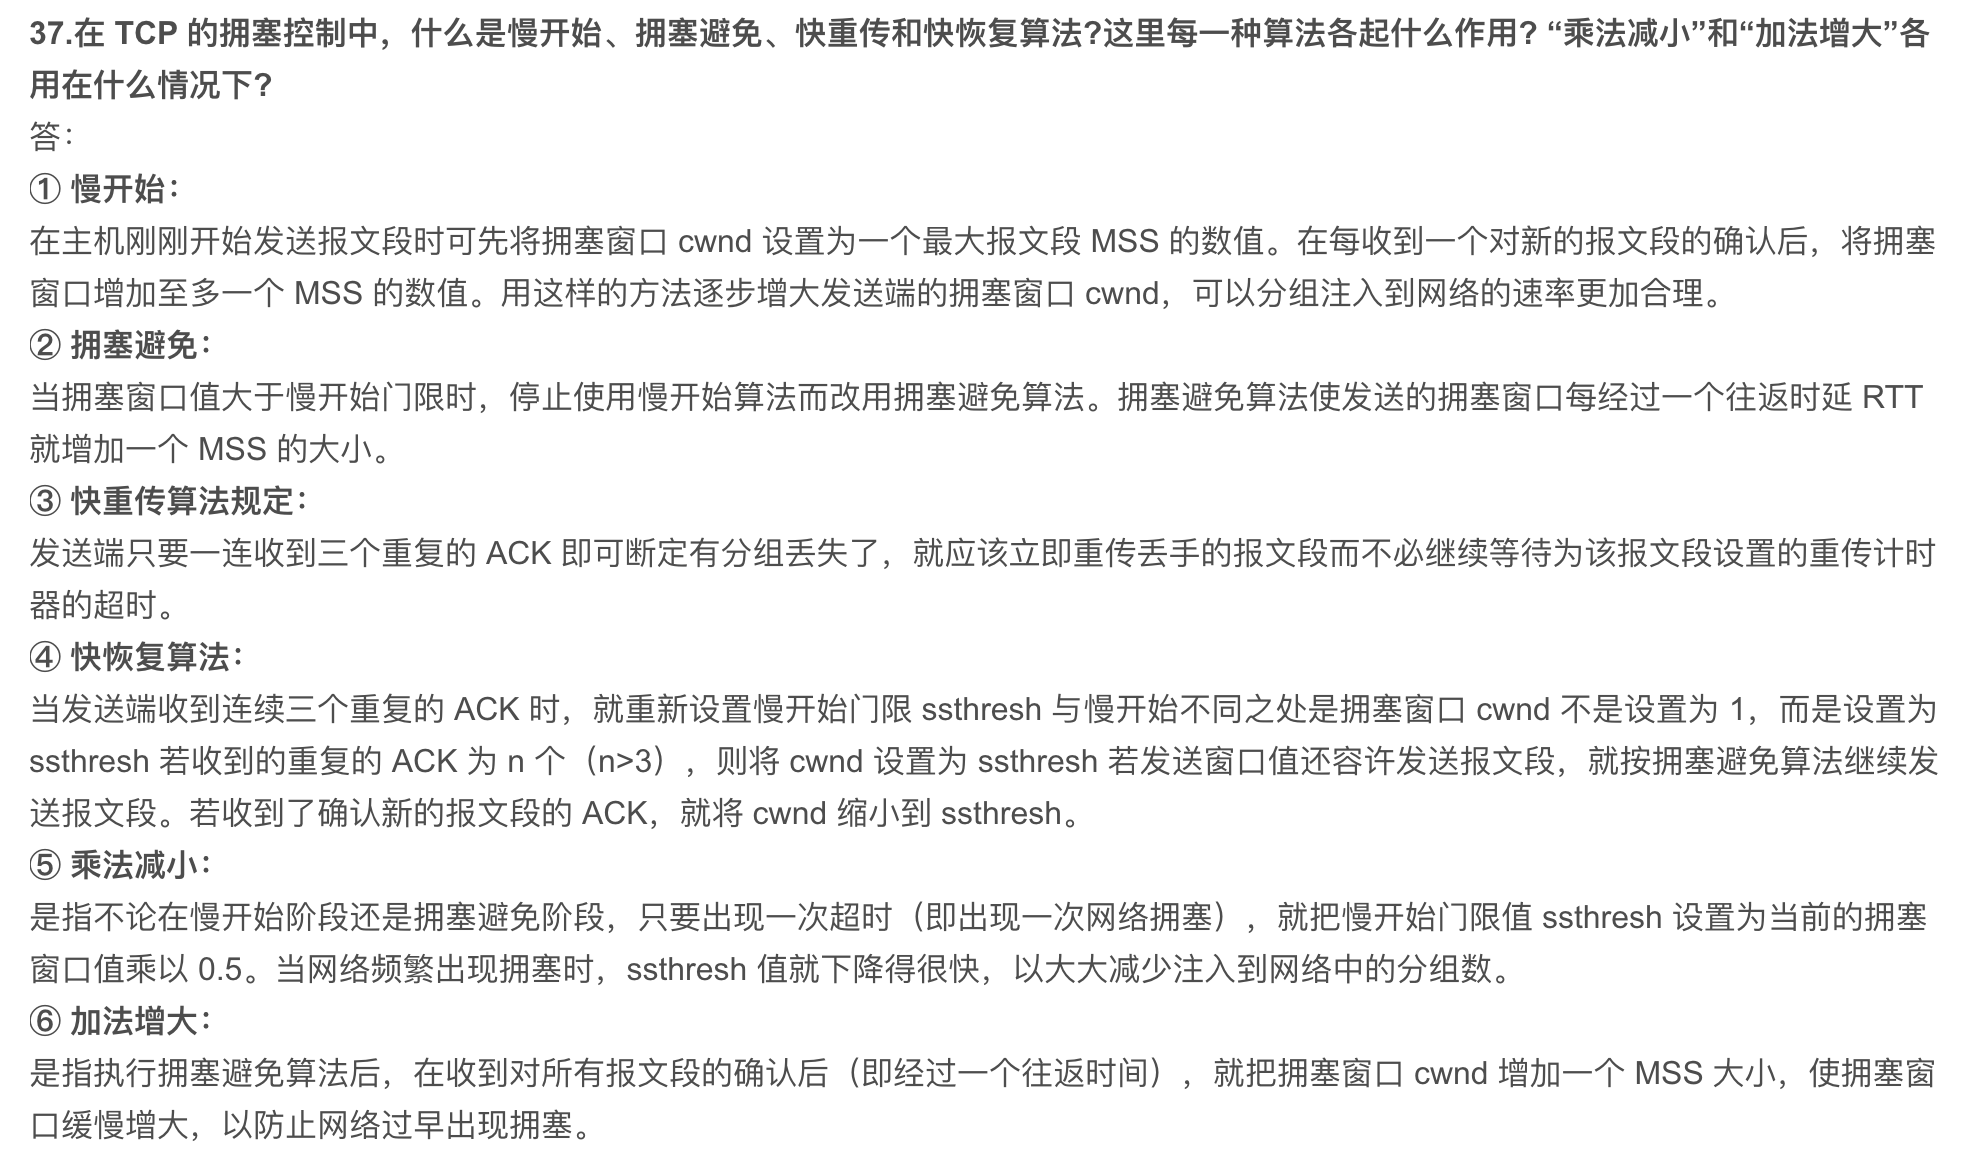 37.在 TCP 的拥塞控制中，什么是慢开始、拥塞避免、快重传和快恢复算法?这里每一种算法各起什么作用? “乘法减小”和“加法增大”各
用在什么情况下?
答：
① 慢开始：
在主机刚刚开始发送报文段时可先将拥塞窗口 cwnd 设置为一个最大报文段 MSS 的数值。在每收到一个对新的报文段的确认后，将拥塞
窗口增加至多一个 MSS 的数值。用这样的方法逐步增大发送端的拥塞窗口 cwnd，可以分组注入到网络的速率更加合理。
② 拥塞避免：
当拥塞窗口值大于慢开始门限时，停止使用慢开始算法而改用拥塞避免算法。拥塞避免算法使发送的拥塞窗口每经过一个往返时延 RTT
就增加一个 MSS 的大小。
③ 快重传算法规定：
发送端只要一连收到三个重复的 ACK 即可断定有分组丢失了，就应该立即重传丢手的报文段而不必继续等待为该报文段设置的重传计时
器的超时。
④ 快恢复算法：
当发送端收到连续三个重复的 ACK 时，就重新设置慢开始门限 ssthresh 与慢开始不同之处是拥塞窗口 cwnd 不是设置为 1，而是设置为
ssthresh 若收到的重复的 ACK 为 n 个（n>3），则将 cwnd 设置为 ssthresh 若发送窗口值还容许发送报文段，就按拥塞避免算法继续发
送报文段。若收到了确认新的报文段的 ACK，就将 cwnd 缩小到 ssthresh。
⑤ 乘法减小：
是指不论在慢开始阶段还是拥塞避免阶段，只要出现一次超时（即出现一次网络拥塞），就把慢开始门限值 ssthresh 设置为当前的拥塞
窗口值乘以 0.5。当网络频繁出现拥塞时，ssthresh 值就下降得很快，以大大减少注入到网络中的分组数。
⑥ 加法增大：
是指执行拥塞避免算法后，在收到对所有报文段的确认后（即经过一个往返时间），就把拥塞窗口 cwnd 增加一个 MSS 大小，使拥塞窗
口缓慢增大，以防止网络过早出现拥塞。